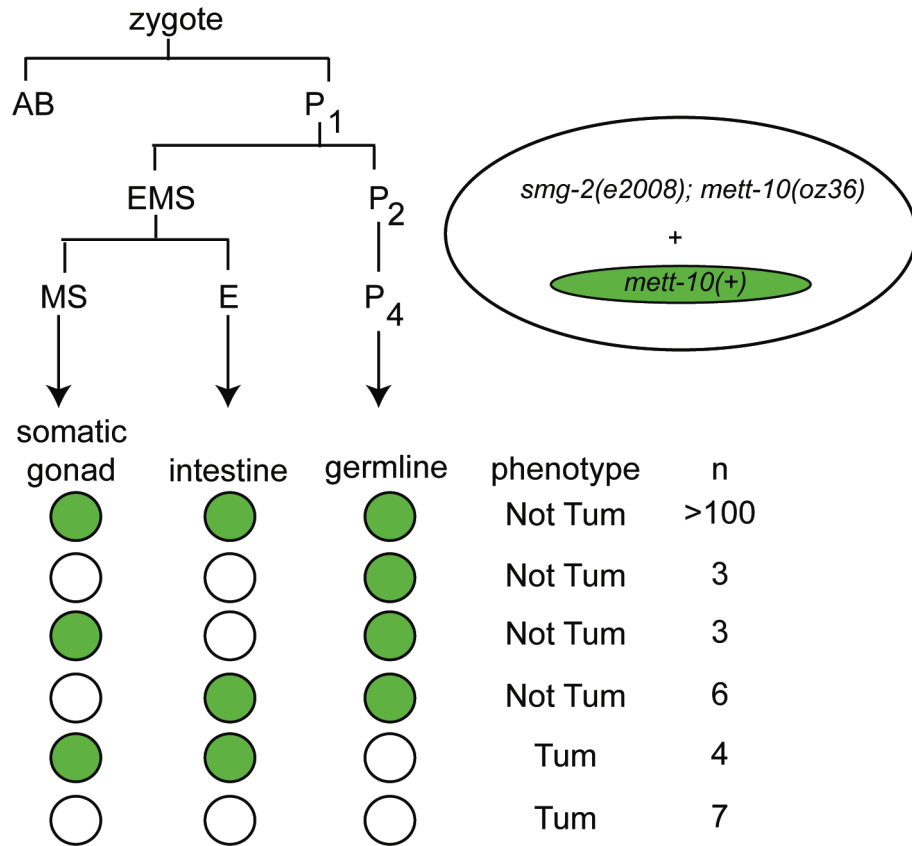 zygote
AB P1
EMS P2
MS E P4
smg-2(e2008); mett-10(oz36)
+
mett-10(+)
somatic
gonad intestine germline phenotype n
Not Tum >100
Not Tum 3
Not Tum 3
Not Tum 6
Tum 4
Tum 7